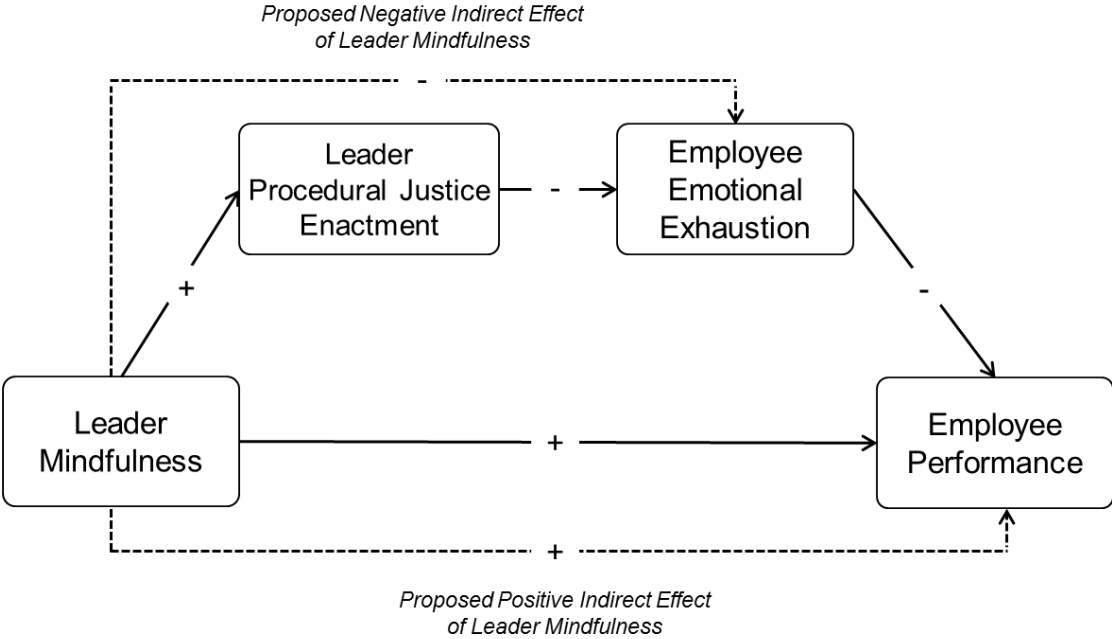 Proposed Negative Indirect Effect
of Leader Mindfulness
-
Leader
Procedural Justice
Enactment
-
Employee
Emotional
Exhaustion
+
-
Leader
Mindfulness
+
Employee
Performance
+
Proposed Positive Indirect Effect
of Leader Mindfulness